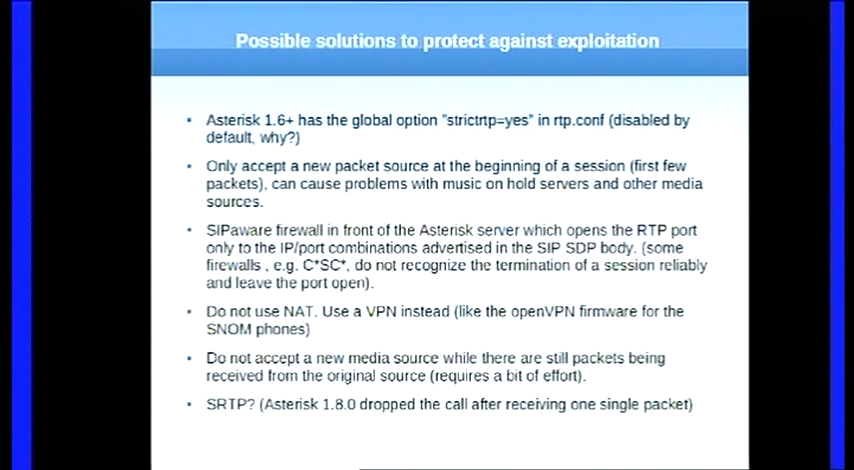 Possible solutions to protect against exploitation
• Asterisk 1.6+ has the global option "strictrtp=yes" in rtp.conf (disabled by
default, why?)
• Only accept a new packet source at the beginning of a session (first few
packets), can cause problems with music on hold servers and other media
sources.
• SIPaware firewall in front of the Asterisk server which opens the RTP port
only to the IP/port combinations advertised in the SIP SDP body. (some
firewalls , e.g. C*SC*, do not recognize the termination of a session reliably
and leave the port open).
• Do not use NAT. Use a VPN instead (like the openVPN firmware for the
SNOM phones)
• Do not accept a new media source while there are still packets being
received from the original source (requires a bit of effort).
• SRTP? (Asterisk 1.8.0 dropped the call after receiving one single packet)